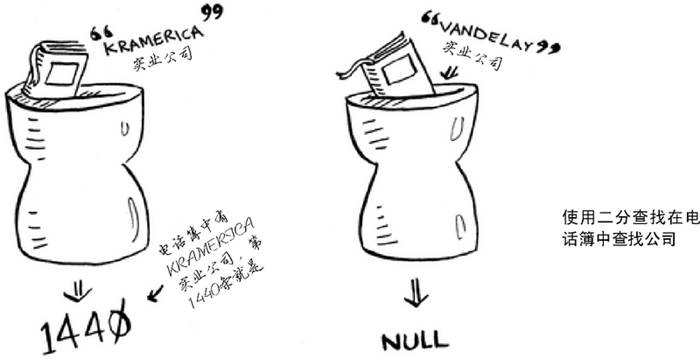 “KRAMERICA”
实业公司
“VANDELAY”
实业公司
电话簿中有
KRAMERICA
实业公司,第
1440条就是
使用二分查找在电
话簿中查找公司
1440
NULL